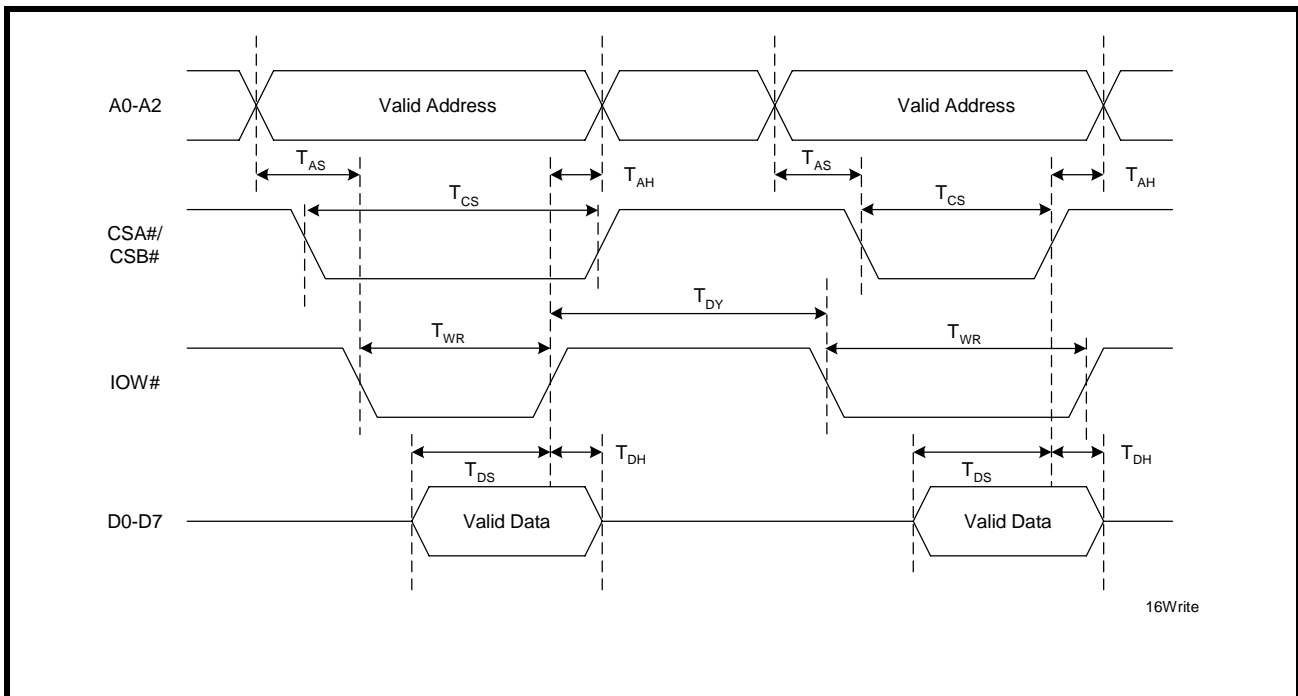 A0-A2
Valid Address
Valid Address
TAS
TAH
TAS
TAH
TCS
TCS
CSA#/
CSB#
TDY
TWR
TWR
IOW#
TDS
TDH
TDS
TDH
D0-D7
Valid Data
Valid Data
16Write